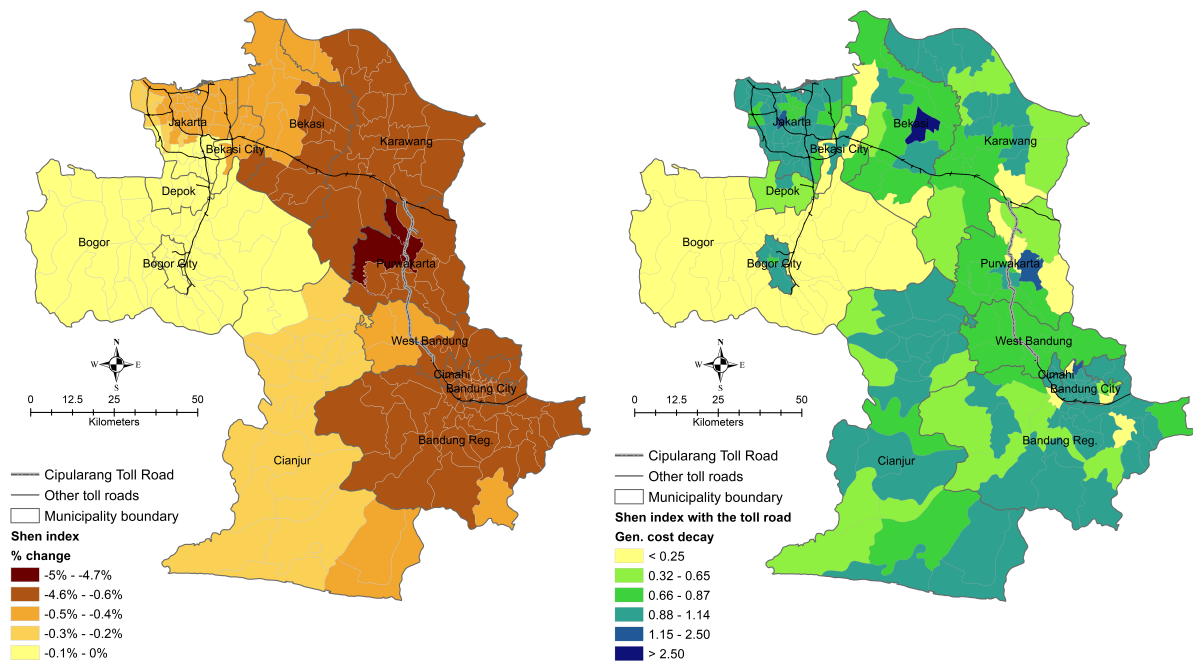 Jakarta
Bekasi
Karawang
Bekasi City
Depok
Bogor
Bogor City
Purwakarta
West Bandung
Cimahi
Bandung City
Bandung Reg.
Cianjur
N
W E
S
0 12.5 25 50
Kilometers
Cipularang Toll Road
Other toll roads
Municipality boundary
Shen index
% change
-5% - -4.7%
-4.6% - -0.6%
-0.5% - -0.4%
-0.3% - -0.2%
-0.1% - 0%
Jakarta
Bekasi
Karawang
Bekasi City
Depok
Bogor
Bogor City
Purwakarta
West Bandung
Cimahi
Bandung City
Bandung Reg.
Cianjur
N
W E
S
0 12.5 25 50
Kilometers
Cipularang Toll Road
Other toll roads
Municipality boundary
Shen index with the toll road
Gen. cost decay
< 0.25
0.32 - 0.65
0.66 - 0.87
0.88 - 1.14
1.15 - 2.50
> 2.50